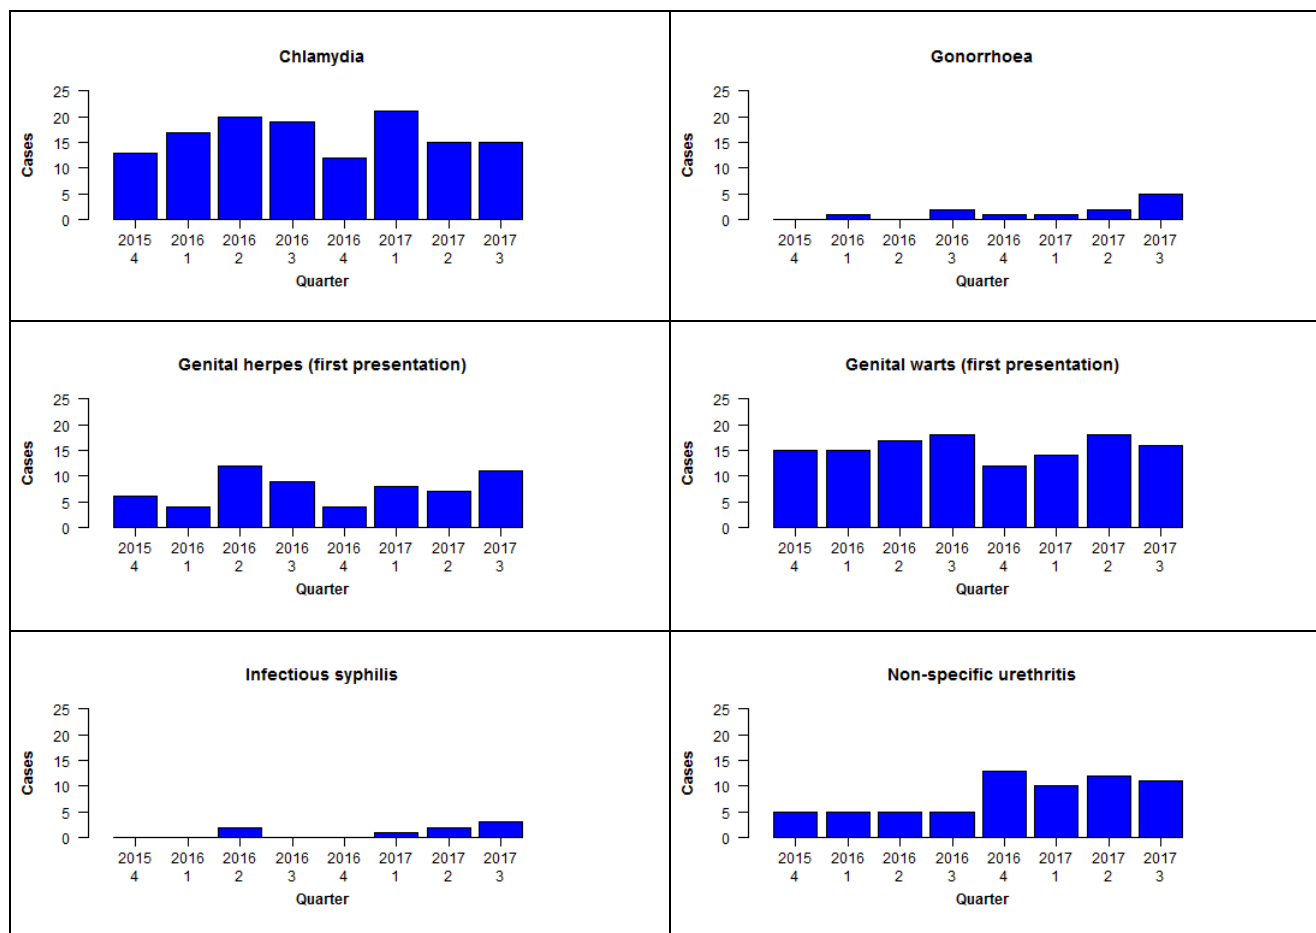 Chlamydia
25
20
15
10
5
0
Cases
2015 2016 2016 2016 2016 2017 2017 2017
4 1 2 3 4 1 2 3
Quarter
Gonorrhoea
25
20
15
10
5
0
Cases
2015 2016 2016 2016 2016 2017 2017 2017
4 1 2 3 4 1 2 3
Quarter
Genital herpes (first presentation)
25
20
15
10
5
0
Cases
2015 2016 2016 2016 2016 2017 2017 2017
4 1 2 3 4 1 2 3
Quarter
Genital warts (first presentation)
25
20
15
10
5
0
Cases
2015 2016 2016 2016 2016 2017 2017 2017
4 1 2 3 4 1 2 3
Quarter
Infectious syphilis
25
20
15
10
5
0
Cases
2015 2016 2016 2016 2016 2017 2017 2017
4 1 2 3 4 1 2 3
Quarter
Non-specific urethritis
25
20
15
10
5
0
Cases
2015 2016 2016 2016 2016 2017 2017 2017
4 1 2 3 4 1 2 3
Quarter